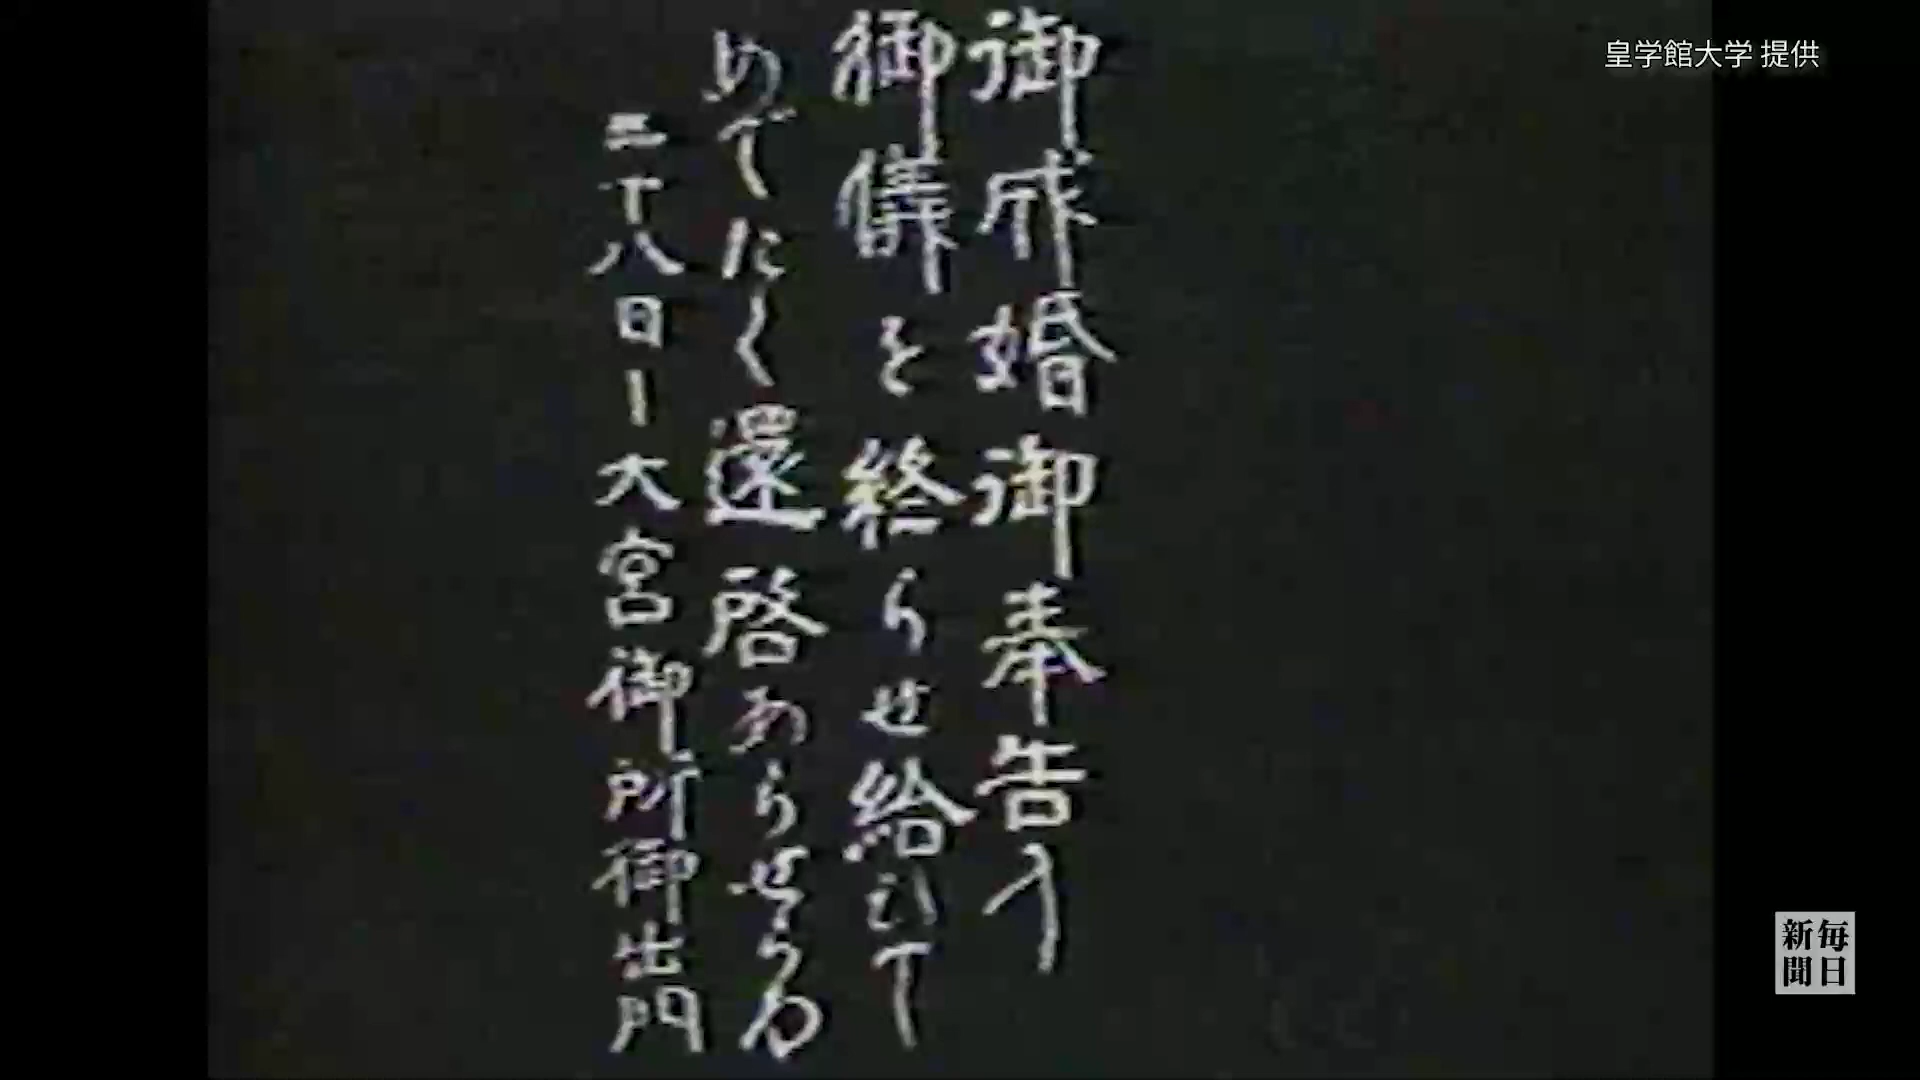 御成婚御奉告の
御儀を終らせ給ひて
めでたく還啓あらせらる
二十八日ー大宮御所御出門
皇学館大学 提供
毎日
新聞